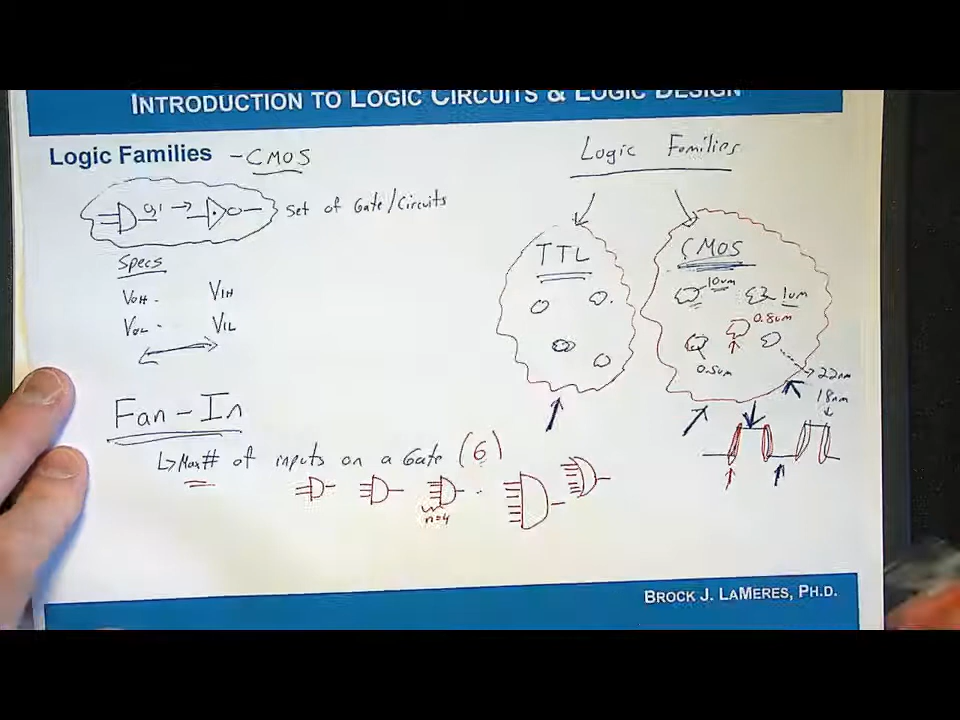 INTRODUCTION TO LOGIC CIRCUITS & LOGIC DESIGN
Logic Families - CMOS
0,1
Set of Gate/Circuits
Specs
VOH VIH
VOL VIL
Fan-In
Max # of inputs on a Gate (6)
n=4
Logic Families
TTL
CMOS
10um
1um
0.8um
0.5um
22nm
18nm
BROCK J. LAMERES, PH.D.